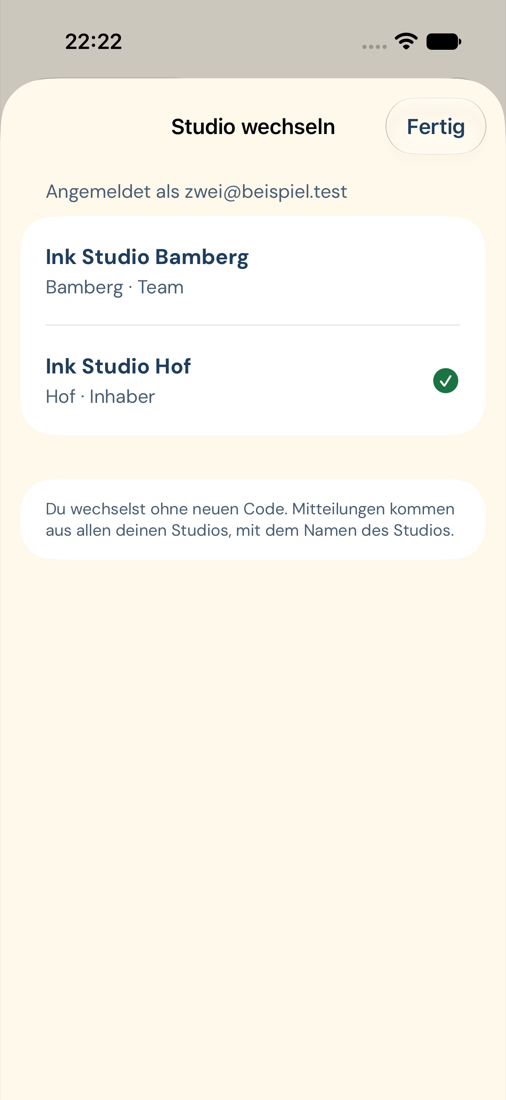 22:22
Studio wechseln
Fertig
Angemeldet als zwei@beispiel.test
Ink Studio Bamberg
Bamberg · Team
Ink Studio Hof
Hof · Inhaber
Du wechselst ohne neuen Code. Mitteilungen kommen
aus allen deinen Studios, mit dem Namen des Studios.